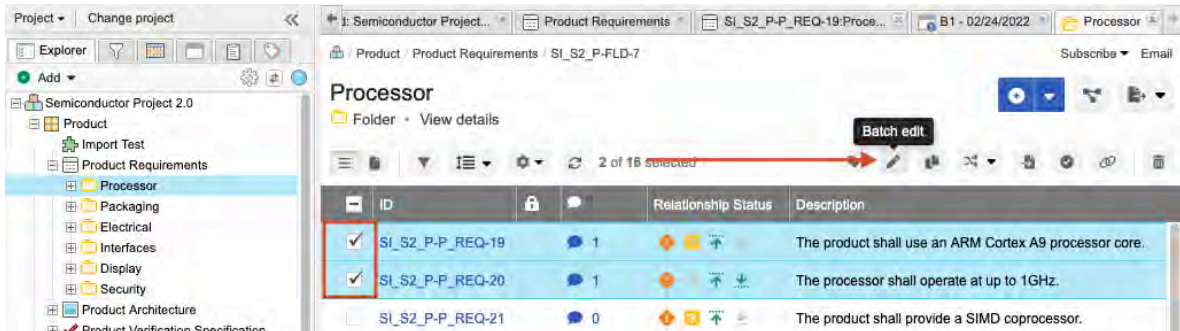 Project Change project
: Semiconductor Project... Product Requirements SI_S2_P-P_REQ-19:Proce... B1 - 02/24/2022 Processor
Explorer
Product / Product Requirements / SI_S2_P-FLD-7 Subscribe Email
Add
Processor
Semiconductor Project 2.0
Folder • View details
Product
Batch edit
Import Test
Product Requirements
2 of 16 selected
Processor
Packaging
ID Relationship Status Description
Electrical
SI_S2_P-P_REQ-19 1 The product shall use an ARM Cortex A9 processor core.
Interfaces
Display
SI_S2_P-P_REQ-20 1 The processor shall operate at up to 1GHz.
Security
Product Architecture
SI_S2_P-P_REQ-21 0 The product shall provide a SIMD coprocessor.
Product Verification Specification